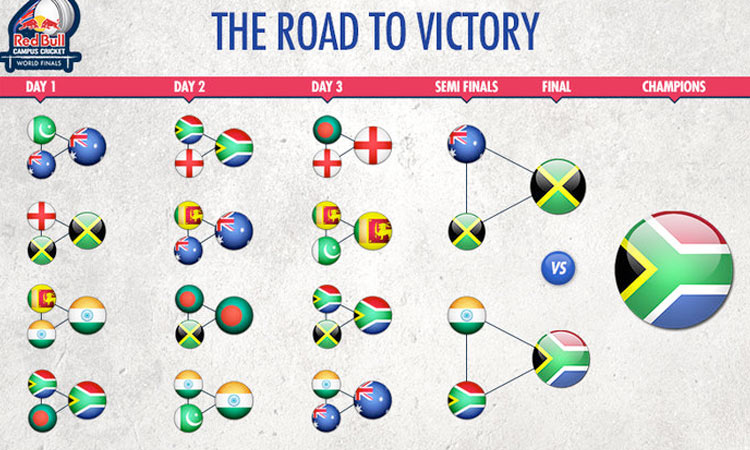 Red Bull
CAMPUS CRICKET
WORLD FINALS
THE ROAD TO VICTORY
DAY 1 DAY 2 DAY 3 SEMI FINALS FINAL CHAMPIONS
VS